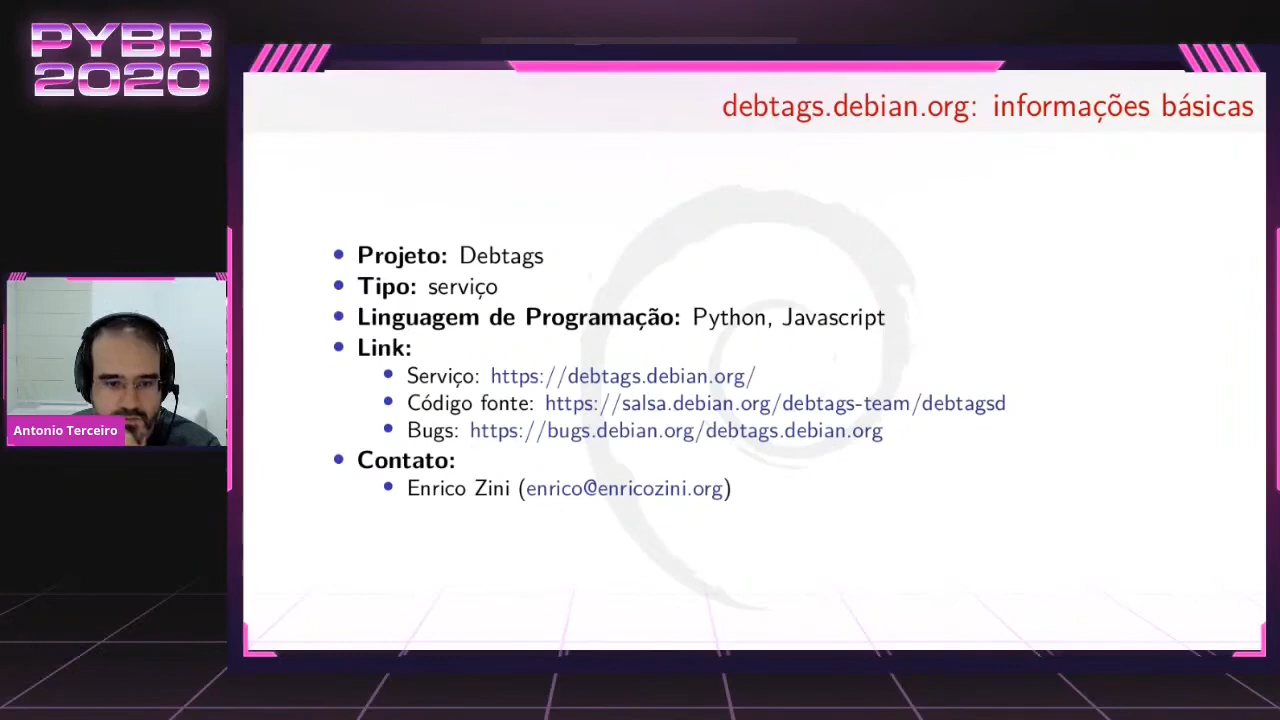 PYBR
2020
debtags.debian.org: informações básicas
Projeto: Debtags
Tipo: serviço
Linguagem de Programação: Python, Javascript
Link:
Serviço: https://debtags.debian.org/
Código fonte: https://salsa.debian.org/debtags-team/debtagsd
Bugs: https://bugs.debian.org/debtags.debian.org
Contato:
Enrico Zini (enrico@enricozini.org)
Antonio Terceiro